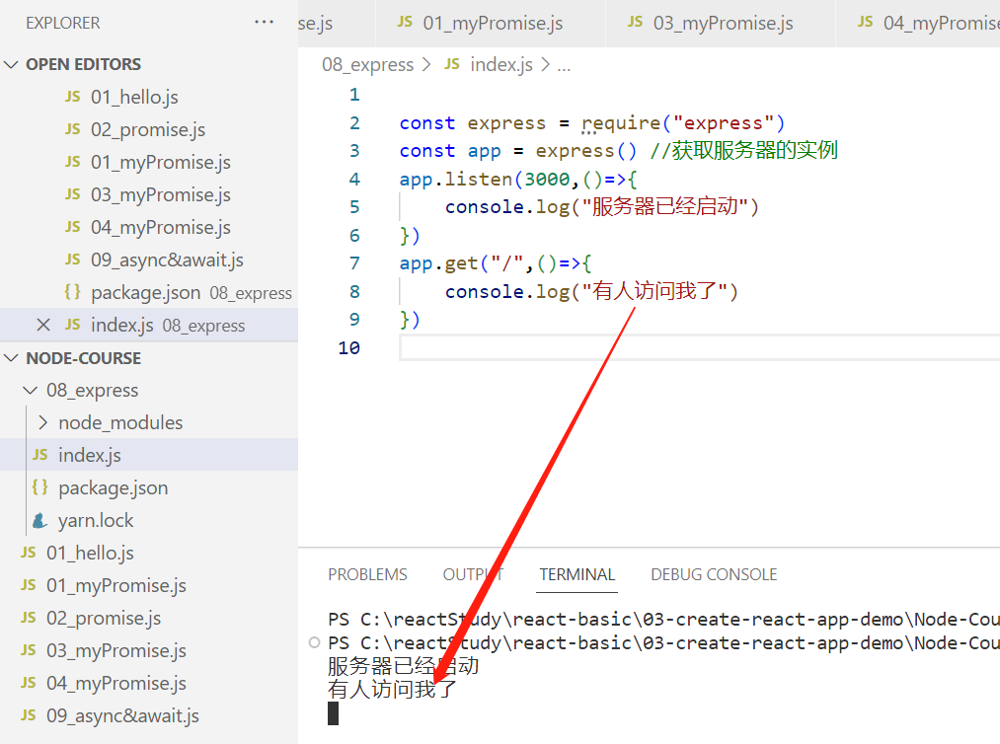 EXPLORER ...
se.js JS 01_myPromise.js JS 03_myPromise.js JS 04_myPromise
OPEN EDITORS
JS 01_hello.js
JS 02_promise.js
JS 01_myPromise.js
JS 03_myPromise.js
JS 04_myPromise.js
JS 09_async&await.js
{} package.json 08_express
JS index.js 08_express
NODE-COURSE
08_express
node_modules
JS index.js
{} package.json
yarn.lock
JS 01_hello.js
JS 01_myPromise.js
JS 02_promise.js
JS 03_myPromise.js
JS 04_myPromise.js
JS 09_async&await.js
08_express > JS index.js > ...
1
2 const express = require("express")
3 const app = express() //获取服务器的实例
4 app.listen(3000,()=>{
5 console.log("服务器已经启动")
6 })
7 app.get("/",()=>{
8 console.log("有人访问我了")
9 })
10
PROBLEMS OUTPUT TERMINAL DEBUG CONSOLE
PS C:\reactStudy\react-basic\03-create-react-app-demo\Node-Cou
PS C:\reactStudy\react-basic\03-create-react-app-demo\Node-Cou
服务器已经启动
有人访问我了